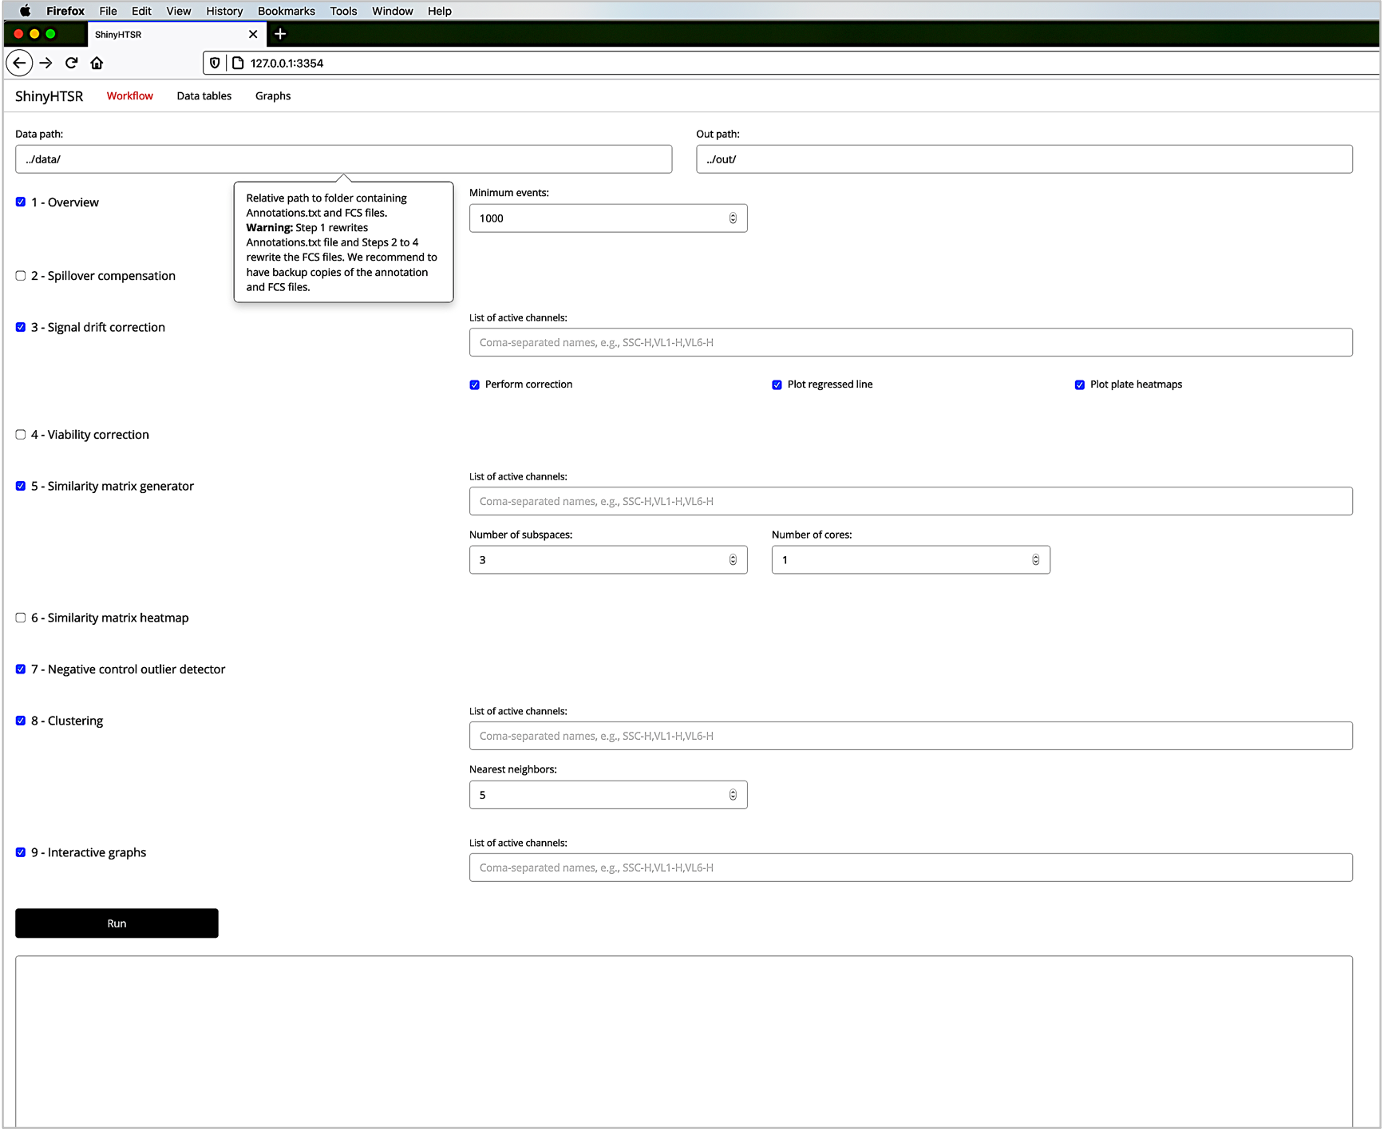 Firefox File Edit View History Bookmarks Tools Window Help
ShinyHTSR
127.0.0.1:3354
ShinyHTSR Workflow Data tables Graphs
Data path: Out path:
../data/ ../out/
Relative path to folder containing
Annotations.txt and FCS files.
Warning: Step 1 rewrites
Annotations.txt file and Steps 2 to 4
rewrite the FCS files. We recommend to
have backup copies of the annotation
and FCS files.
1 - Overview
Minimum events:
1000
2 - Spillover compensation
3 - Signal drift correction
List of active channels:
Coma-separated names, e.g., SSC-H,VL1-H,VL6-H
Perform correction Plot regressed line Plot plate heatmaps
4 - Viability correction
5 - Similarity matrix generator
List of active channels:
Coma-separated names, e.g., SSC-H,VL1-H,VL6-H
Number of subspaces: Number of cores:
3 1
6 - Similarity matrix heatmap
7 - Negative control outlier detector
8 - Clustering
List of active channels:
Coma-separated names, e.g., SSC-H,VL1-H,VL6-H
Nearest neighbors:
5
9 - Interactive graphs
List of active channels:
Coma-separated names, e.g., SSC-H,VL1-H,VL6-H
Run